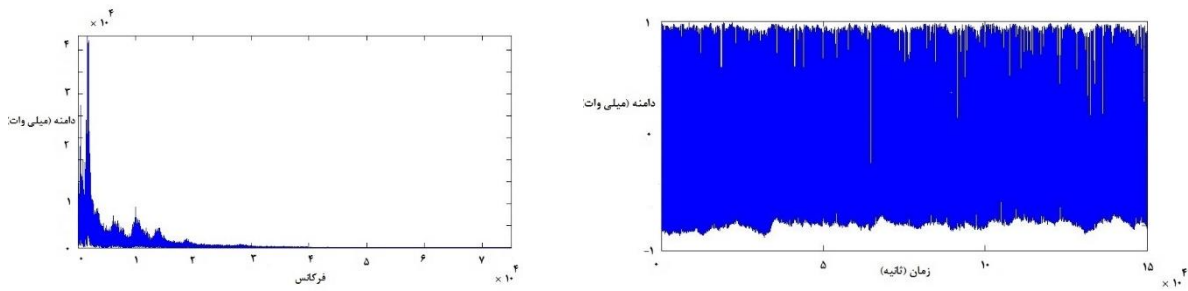 × ۱۰ ۴
۴
۳
دامنه (میلی وات)
۲
۱
۰
۰ ۱ ۲ ۳ ۴ ۵ ۶ ۷
× ۱۰ ۴
فرکانس
۱
دامنه (میلی وات)
۰
-۱
۰ ۵ ۱۰ ۱۵
× ۱۰ ۴
زمان (ثانیه)